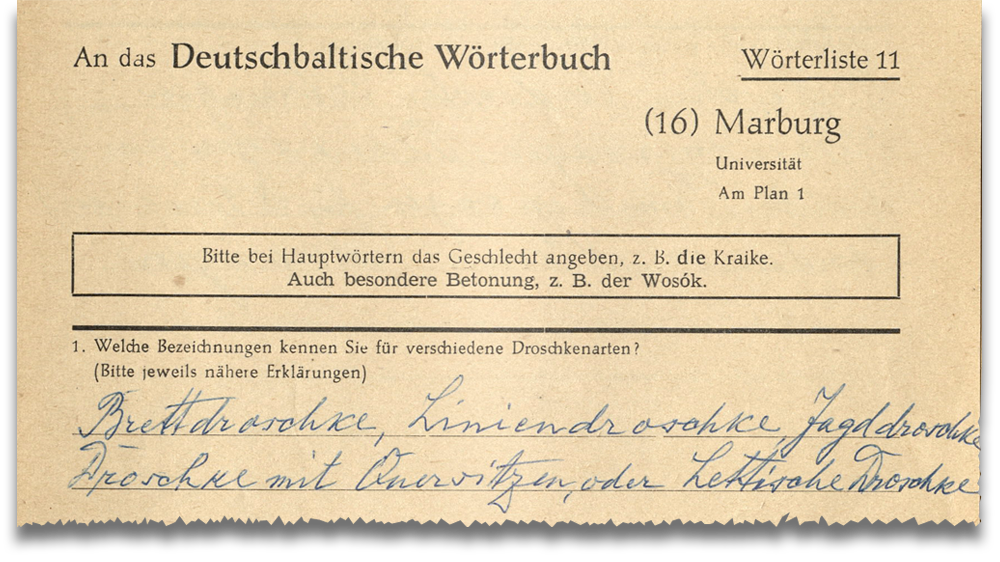 An das Deutschbaltische Wörterbuch
Wörterliste 11
(16) Marburg
Universität
Am Plan 1
Bitte bei Hauptwörtern das Geschlecht angeben, z. B. die Kraike.
Auch besondere Betonung, z. B. der Wosók.
1. Welche Bezeichnungen kennen Sie für verschiedene Droschkenarten?
(Bitte jeweils nähere Erklärungen)
Brettdroschke, Liniendroschke, Jagddroschke
Droschke mit Quersitzen, oder Lettische Droschke